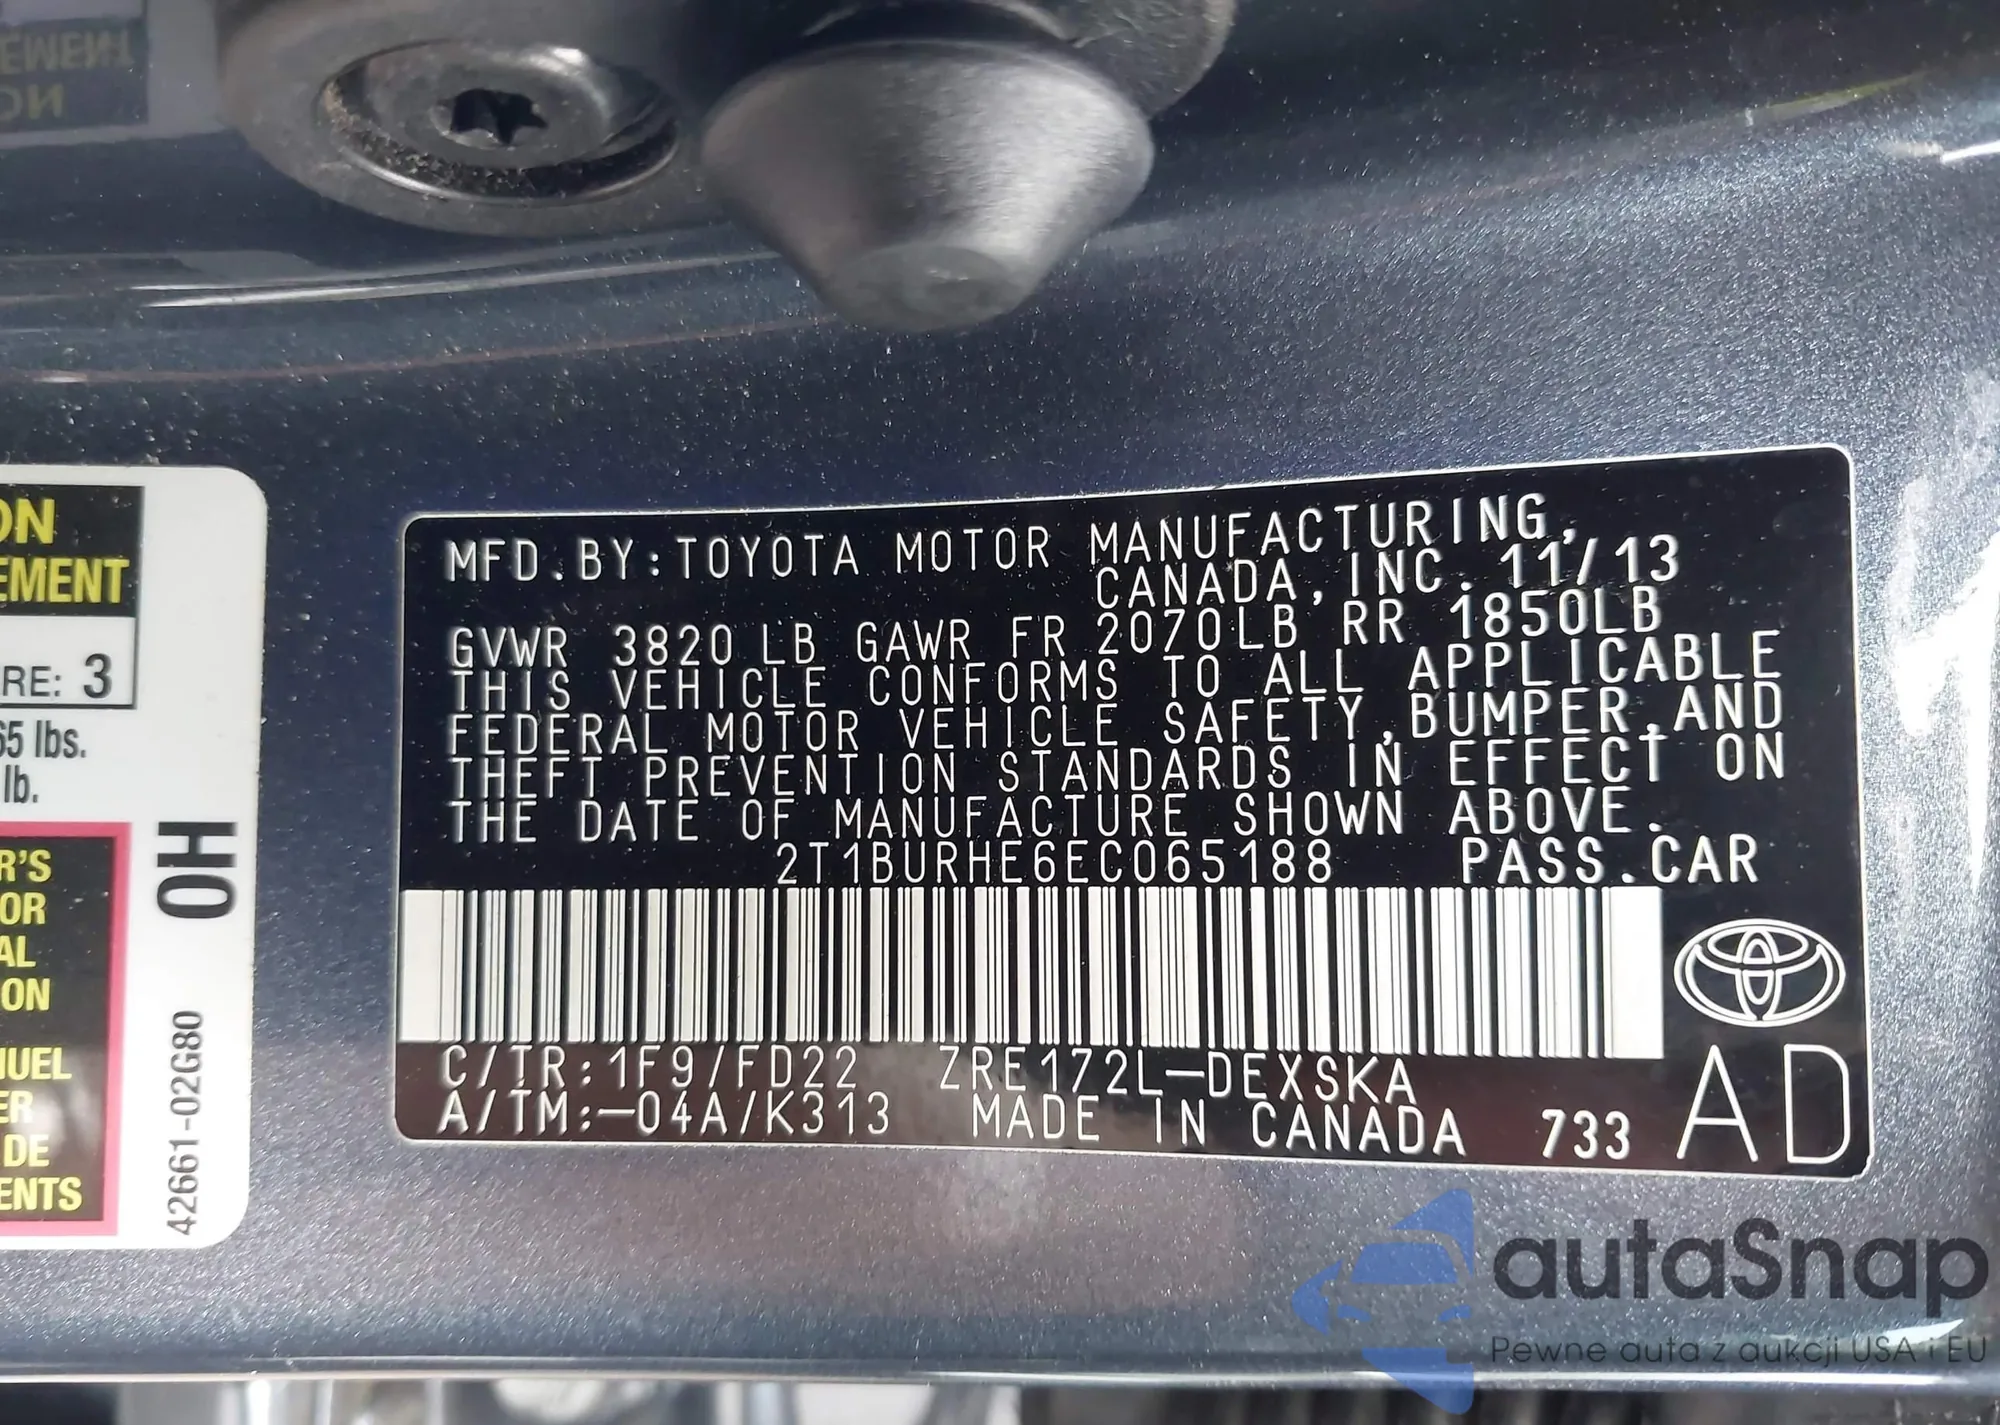 ON
EMENT
RE: 3
65 lbs.
lb.
R'S
OR
AL
ON
NUEL
ER
DE
ENTS
OH
42661-02G80
MFD.BY:TOYOTA MOTOR MANUFACTURING,
CANADA,INC.11/13
GVWR 3820 LB GAWR FR 2070LB RR 1850LB
THIS VEHICLE CONFORMS TO ALL APPLICABLE
FEDERAL MOTOR VEHICLE SAFETY,BUMPER,AND
THEFT PREVENTION STANDARDS IN EFFECT ON
THE DATE OF MANUFACTURE SHOWN ABOVE.
2T1BURHE6EC065188 PASS.CAR
C/TR:1F9/FD22 ZRE172L-DEXSKA
A/TM:-04A/K313 MADE IN CANADA 733 AD
autaSnap
Pewne auta z aukcji USA i EU